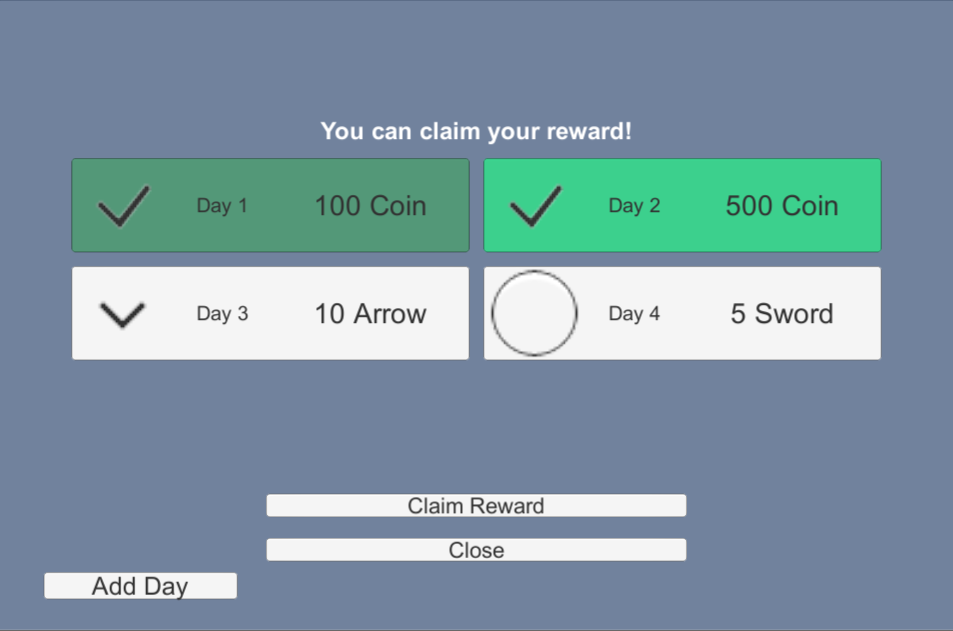 You can claim your reward!
Day 1 100 Coin
Day 2 500 Coin
Day 3 10 Arrow
Day 4 5 Sword
Claim Reward
Close
Add Day